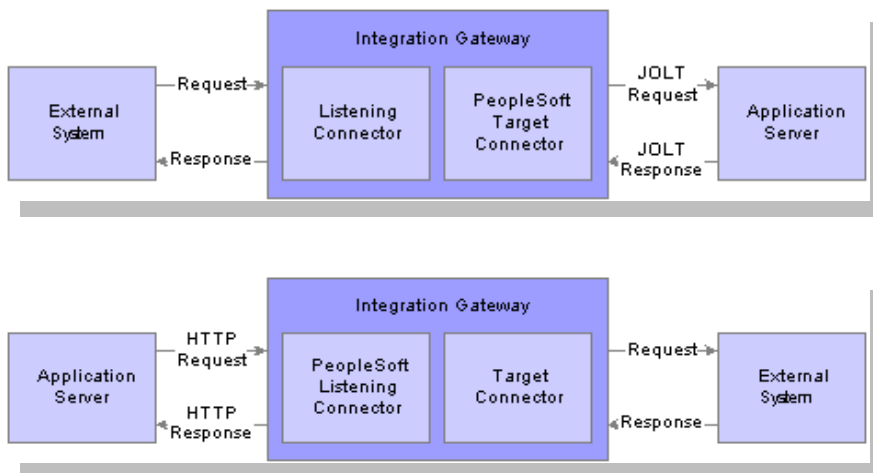 Integration Gateway
External
System
Request
Response
Listening
Connector
PeopleSoft
Target
Connector
JOLT
Request
JOLT
Response
Application
Server
Integration Gateway
Application
Server
HTTP
Request
HTTP
Response
PeopleSoft
Listening
Connector
Target
Connector
Request
Response
External
System